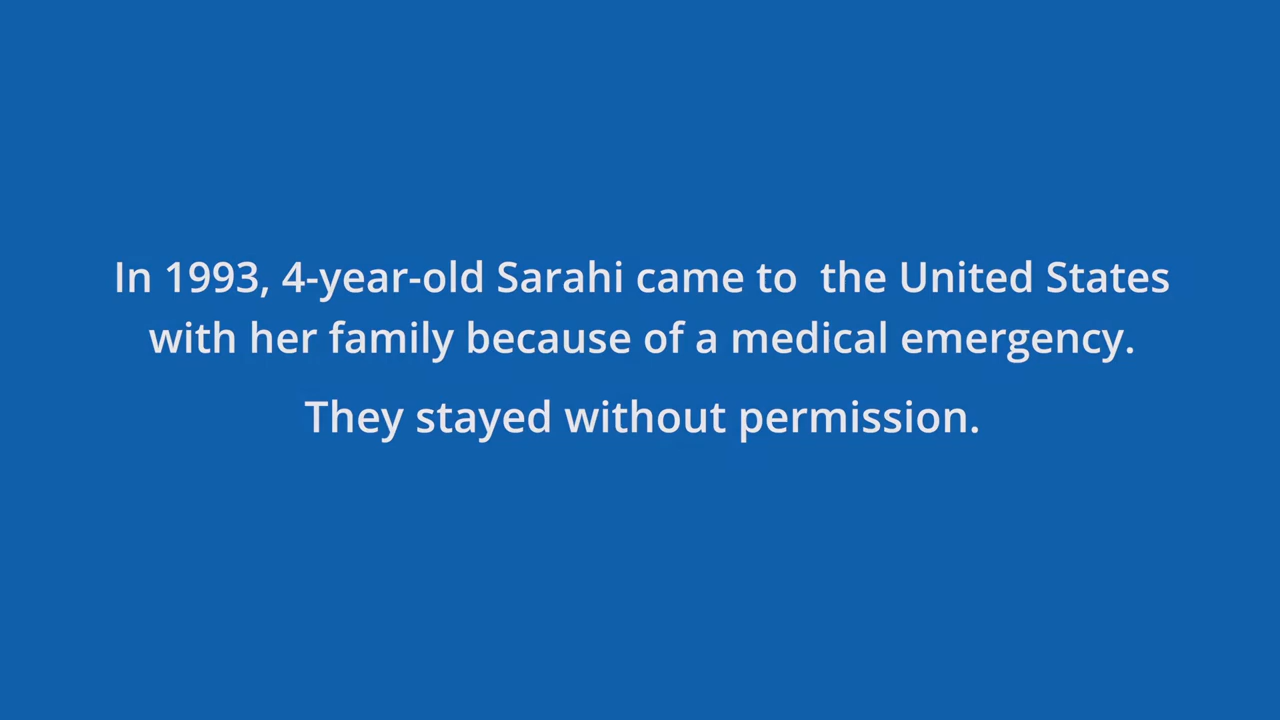 In 1993, 4-year-old Sarahi came to  the United States
with her family because of a medical emergency.
They stayed without permission.